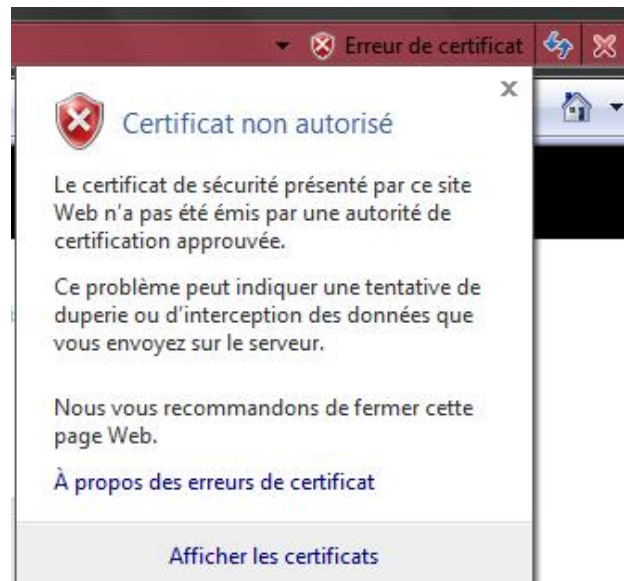 Erreur de certificat
Certificat non autorisé
Le certificat de sécurité présenté par ce site
Web n'a pas été émis par une autorité de
certification approuvée.
Ce problème peut indiquer une tentative de
duperie ou d'interception des données que
vous envoyez sur le serveur.
Nous vous recommandons de fermer cette
page Web.
À propos des erreurs de certificat
Afficher les certificats